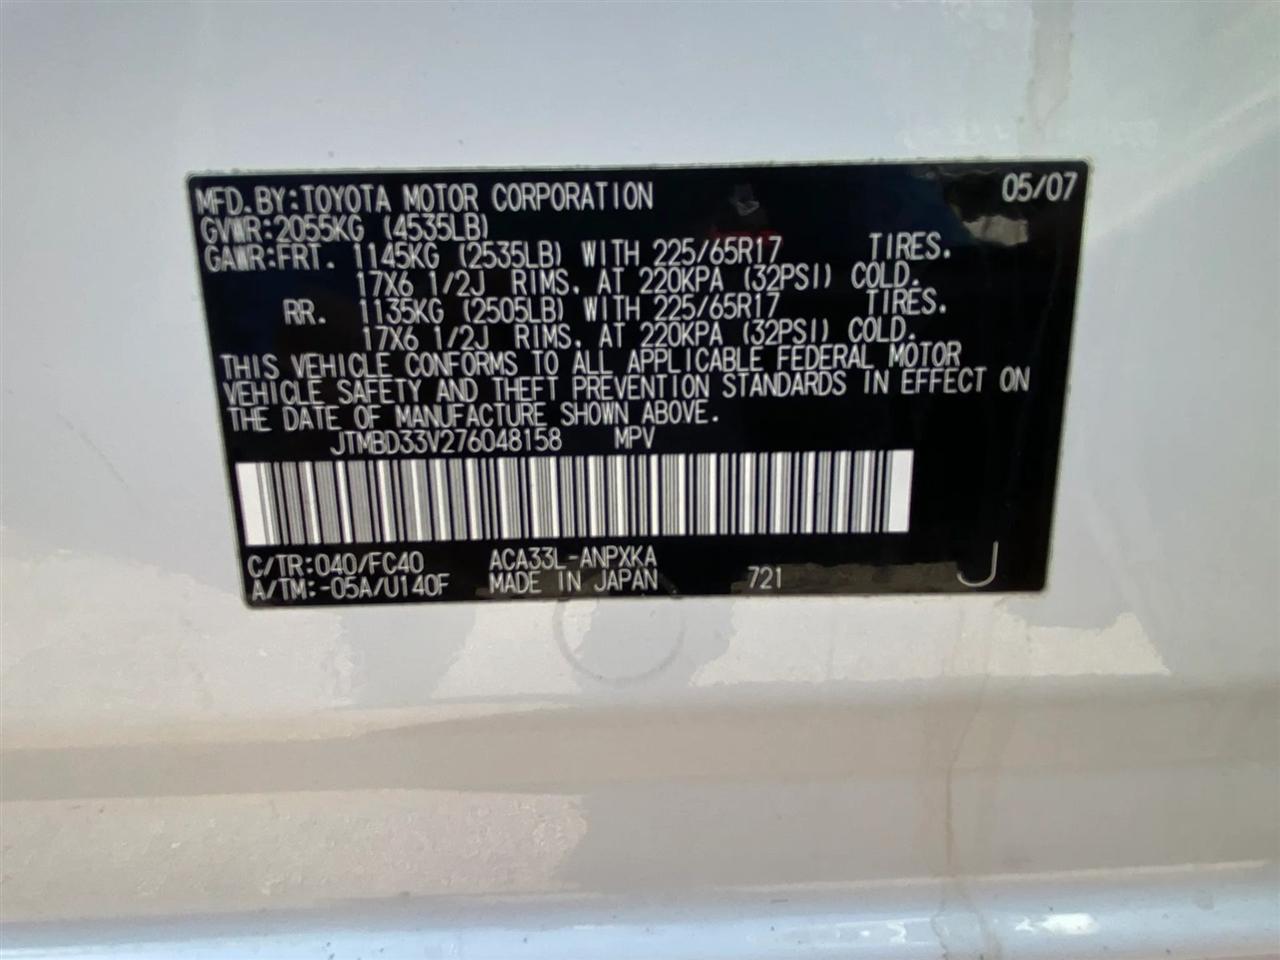 MFD. BY: TOYOTA MOTOR CORPORATION 05/07
GVWR: 2055KG (4535LB)
GAWR: FRT. 1145KG (2535LB) WITH 225/65R17 TIRES.
17X6 1/2J RIMS. AT 220KPA (32PSI) COLD.
RR. 1135KG (2505LB) WITH 225/65R17 TIRES.
17X6 1/2J RIMS. AT 220KPA (32PSI) COLD.
THIS VEHICLE CONFORMS TO ALL APPLICABLE FEDERAL MOTOR
VEHICLE SAFETY AND THEFT PREVENTION STANDARDS IN EFFECT ON
THE DATE OF MANUFACTURE SHOWN ABOVE.
JTMBD33V276048158 MPV
C/TR: 040/FC40 ACA33L-ANPXKA
A/TM: -05A/U140F MADE IN JAPAN 721 J